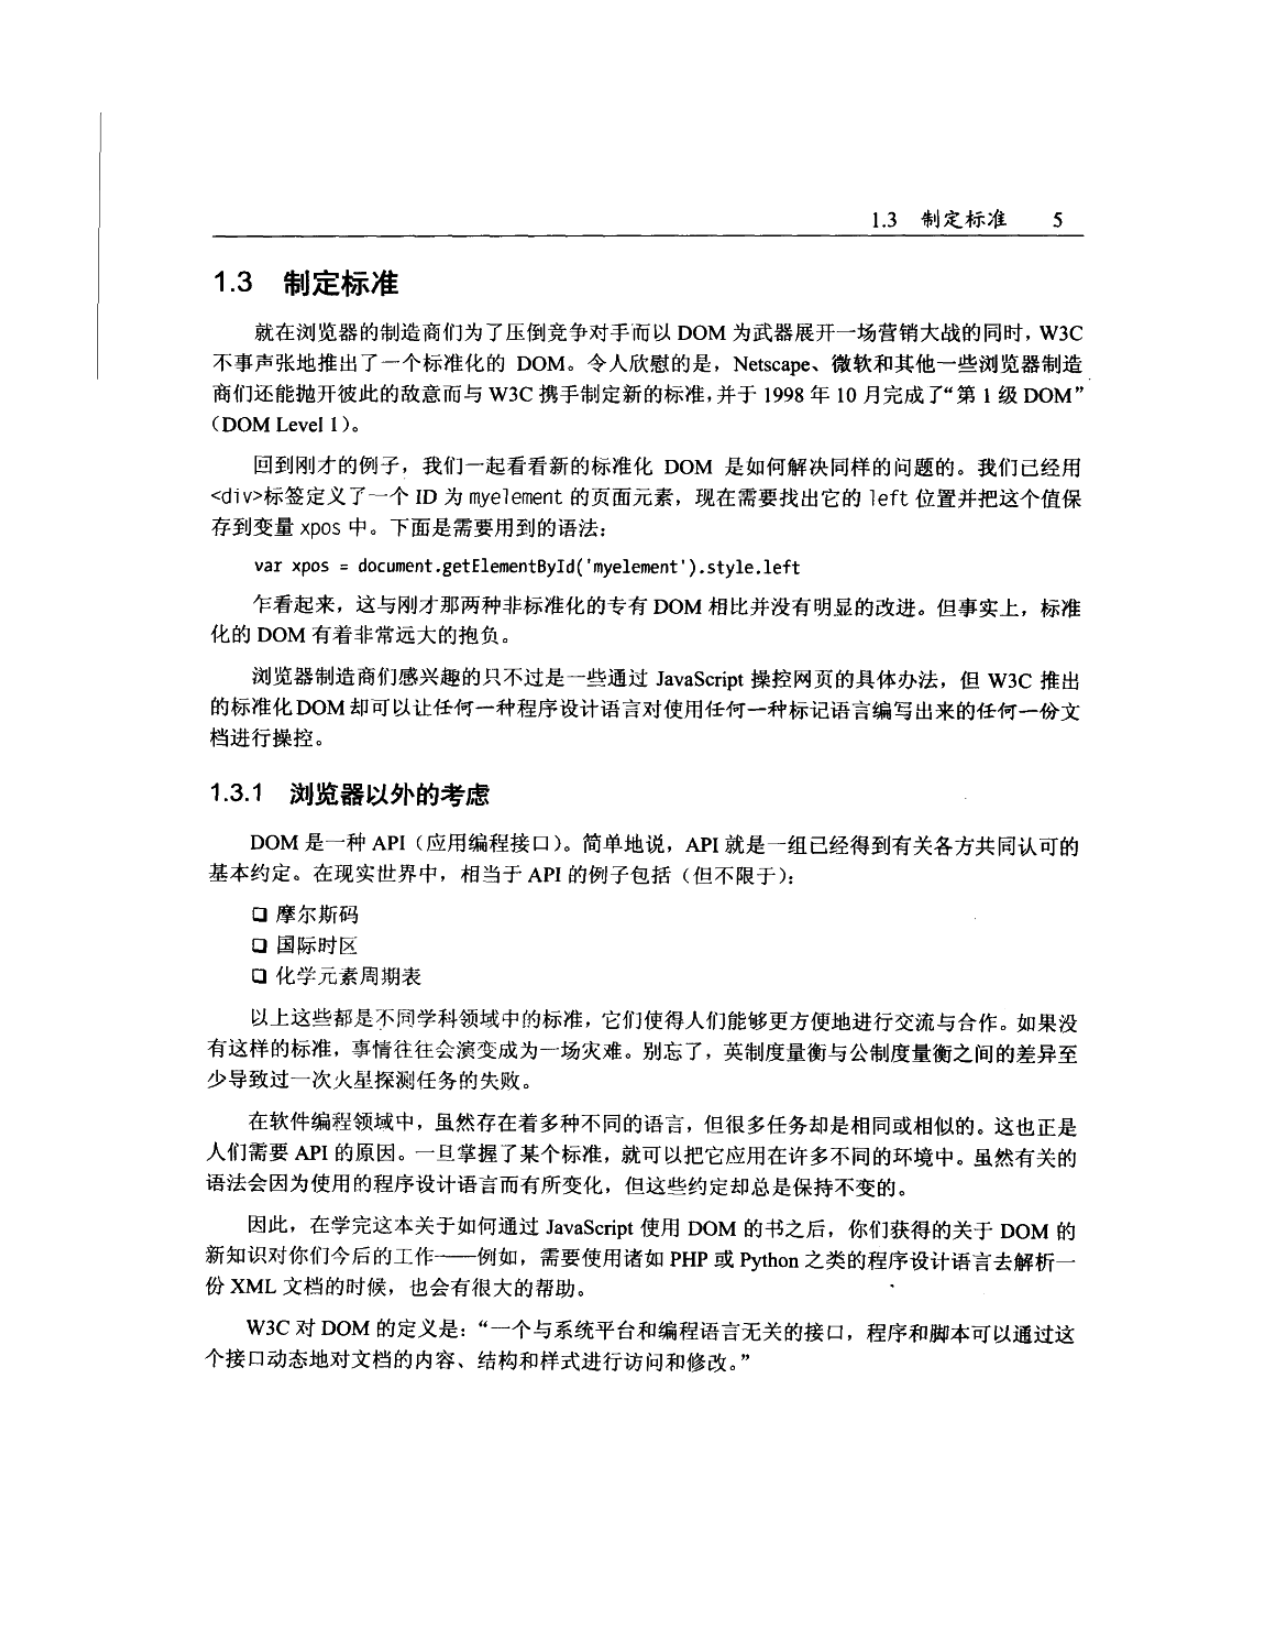 1.3 制定标准 5
1.3 制定标准
就在浏览器的制造商们为了压倒竞争对手而以 DOM 为武器展开一场营销大战的同时，W3C
不事声张地推出了一个标准化的 DOM。令人欣慰的是，Netscape、微软和其他一些浏览器制造
商们还能抛开彼此的敌意而与 W3C 携手制定新的标准，并于 1998 年 10 月完成了“第 1 级 DOM”
（DOM Level 1）。
回到刚才的例子，我们一起看看新的标准化 DOM 是如何解决同样的问题的。我们已经用
<div>标签定义了一个 ID 为 myelement 的页面元素，现在需要找出它的 left 位置并把这个值保
存到变量 xpos 中。下面是需要用到的语法：
var xpos = document.getElementById('myelement').style.left
乍看起来，这与刚才那两种非标准化的专有 DOM 相比并没有明显的改进。但事实上，标准
化的 DOM 有着非常远大的抱负。
浏览器制造商们感兴趣的只不过是一些通过 JavaScript 操控网页的具体办法，但 W3C 推出
的标准化 DOM 却可以让任何一种程序设计语言对使用任何一种标记语言编写出来的任何一份文
档进行操控。
1.3.1 浏览器以外的考虑
DOM 是一种 API（应用编程接口）。简单地说，API 就是一组已经得到有关各方共同认可的
基本约定。在现实世界中，相当于 API 的例子包括（但不限于）：
❑ 摩尔斯码
❑ 国际时区
❑ 化学元素周期表
以上这些都是不同学科领域中的标准，它们使得人们能够更方便地进行交流与合作。如果没
有这样的标准，事情往往会演变成为一场灾难。别忘了，英制度量衡与公制度量衡之间的差异至
少导致过一次火星探测任务的失败。
在软件编程领域中，虽然存在着多种不同的语言，但很多任务却是相同或相似的。这也正是
人们需要 API 的原因。一旦掌握了某个标准，就可以把它应用在许多不同的环境中。虽然有关的
语法会因为使用的程序设计语言而有所变化，但这些约定却总是保持不变的。
因此，在学完这本关于如何通过 JavaScript 使用 DOM 的书之后，你们获得的关于 DOM 的
新知识对你们今后的工作——例如，需要使用诸如 PHP 或 Python 之类的程序设计语言去解析一
份 XML 文档的时候，也会有很大的帮助。
W3C 对 DOM 的定义是：“一个与系统平台和编程语言无关的接口，程序和脚本可以通过这
个接口动态地对文档的内容、结构和样式进行访问和修改。”